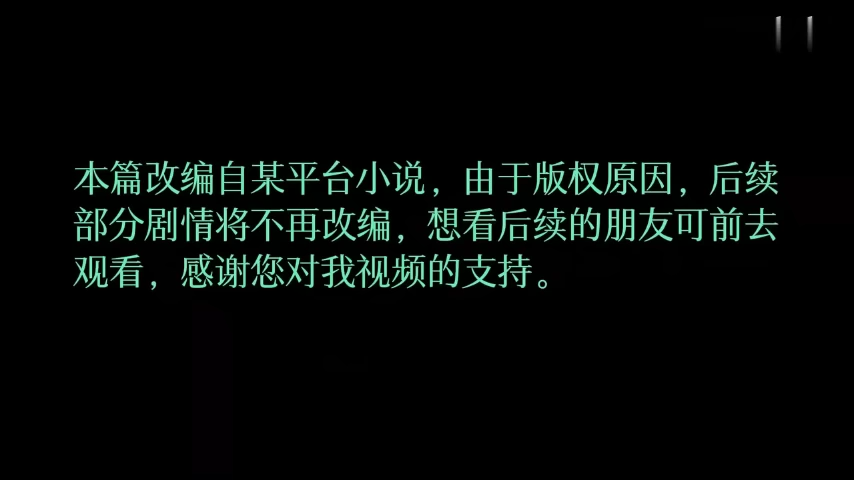 本篇改编自某平台小说，由于版权原因，后续
部分剧情将不再改编，想看后续的朋友可前去
观看，感谢您对我视频的支持。